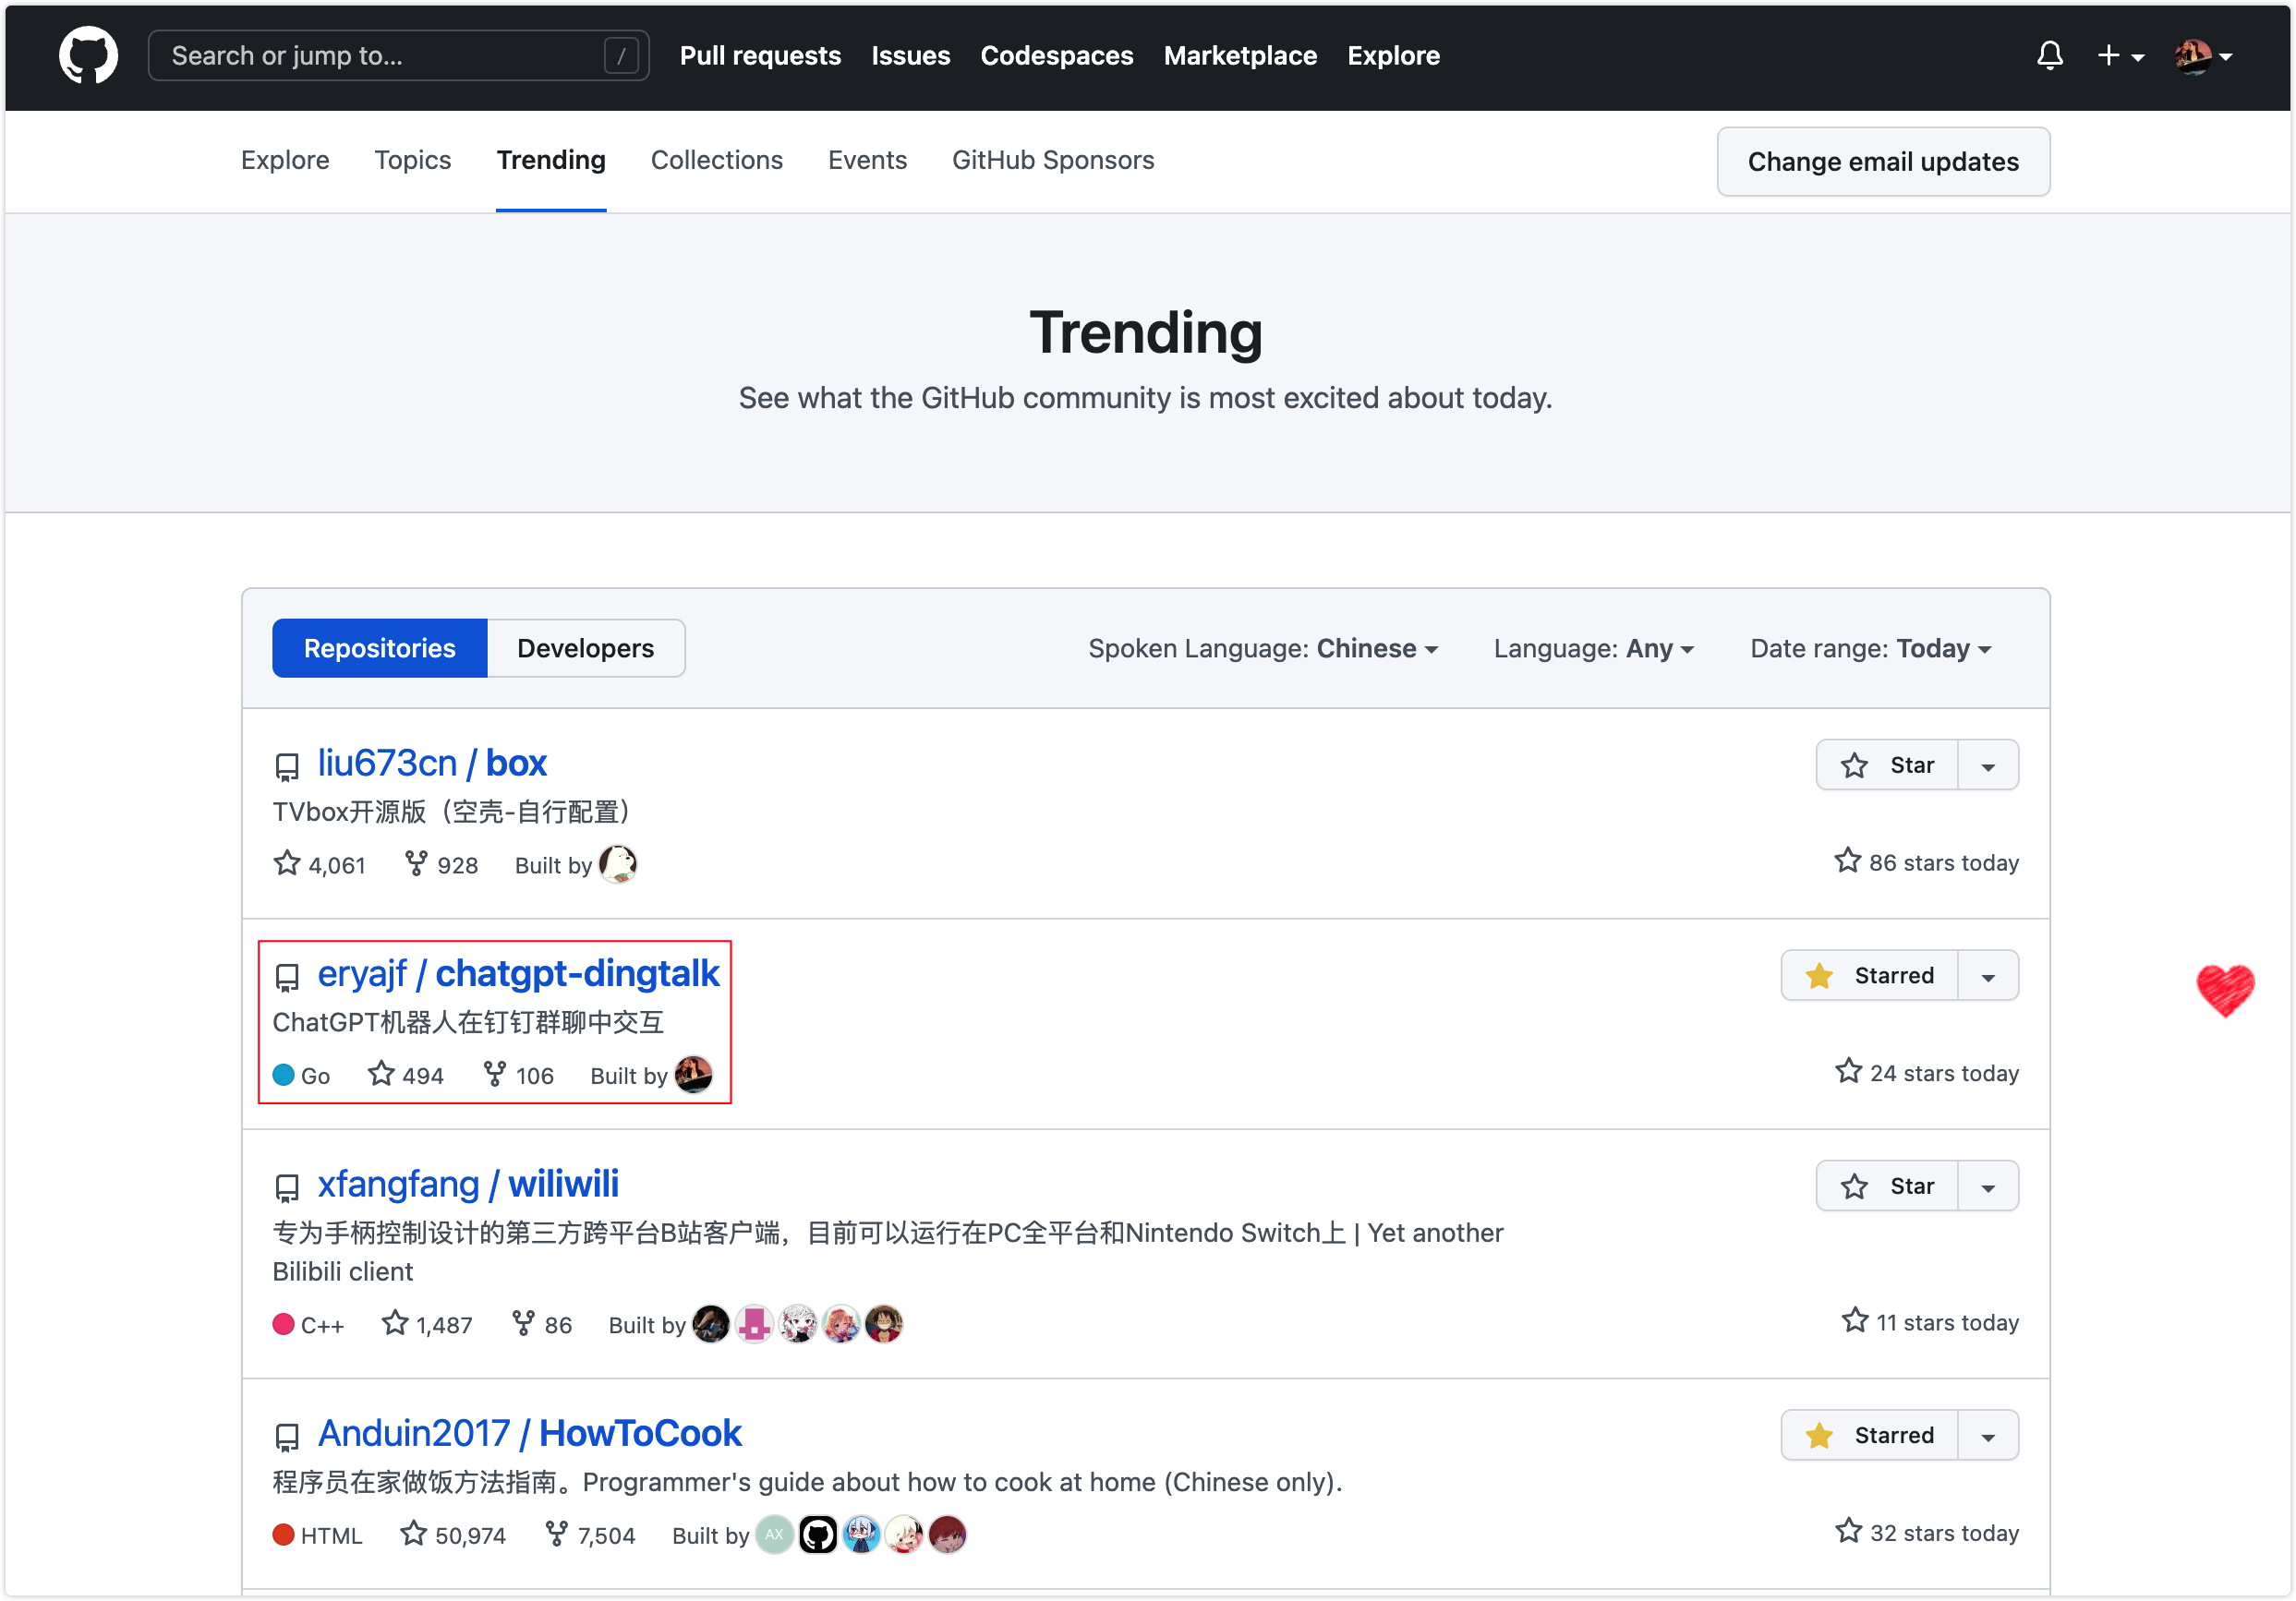 Search or jump to... /
Pull requests Issues Codespaces Marketplace Explore
Explore Topics Trending Collections Events GitHub Sponsors
Change email updates
Trending
See what the GitHub community is most excited about today.
Repositories Developers
Spoken Language: Chinese Language: Any Date range: Today
liu673cn / box
Star
TVbox开源版（空壳-自行配置）
4,061 928 Built by
86 stars today
eryajf / chatgpt-dingtalk
Starred
ChatGPT机器人在钉钉群聊中交互
Go 494 106 Built by
24 stars today
xfangfang / wiliwili
Star
专为手柄控制设计的第三方跨平台B站客户端，目前可以运行在PC全平台和Nintendo Switch上 | Yet another
Bilibili client
C++ 1,487 86 Built by
11 stars today
Anduin2017 / HowToCook
Starred
程序员在家做饭方法指南。Programmer's guide about how to cook at home (Chinese only).
HTML 50,974 7,504 Built by AX
32 stars today